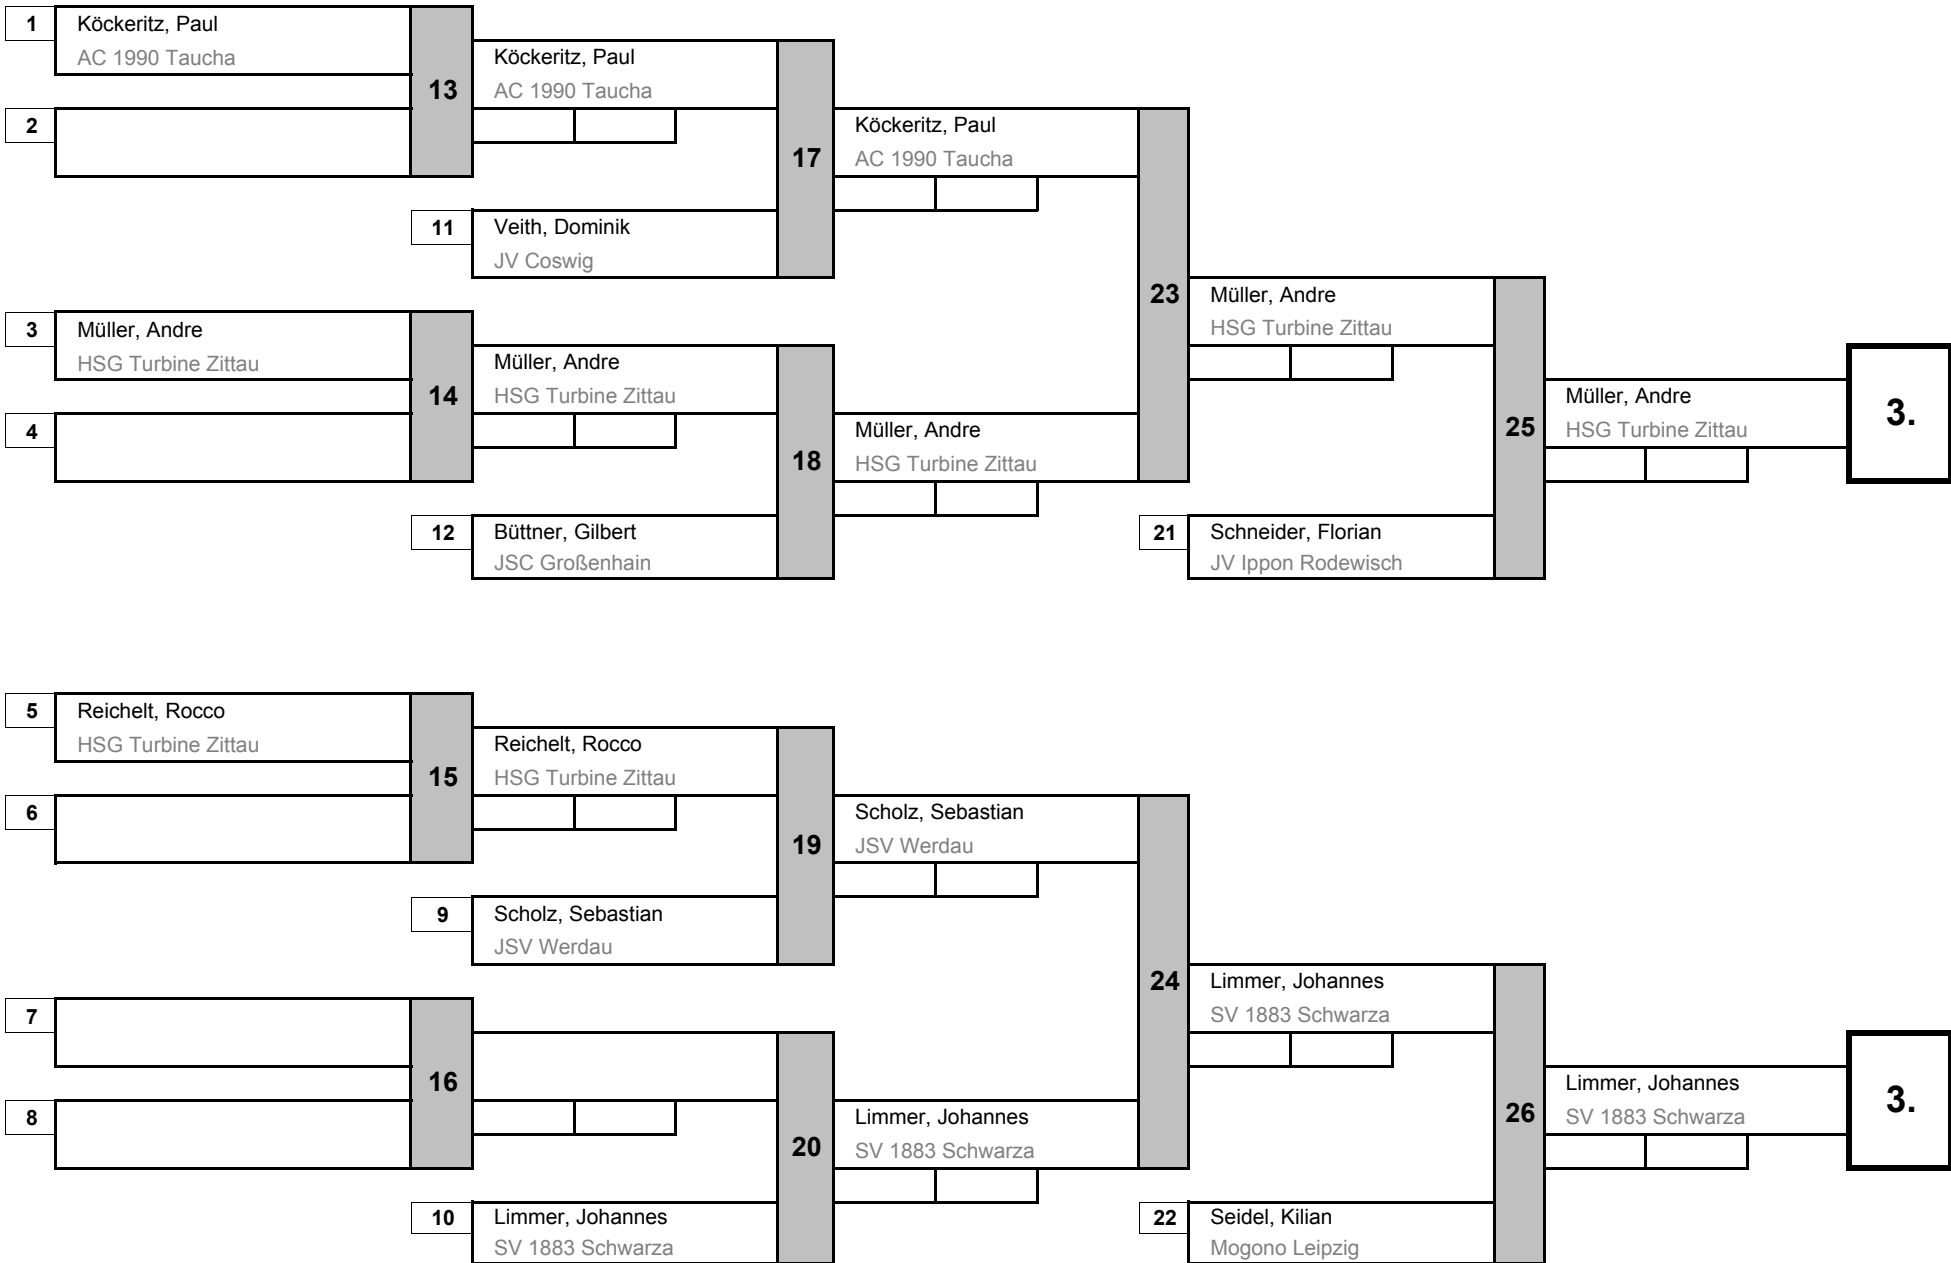 1
Köckeritz, Paul
AC 1990 Taucha
13
Köckeritz, Paul
AC 1990 Taucha
2
17
Köckeritz, Paul
AC 1990 Taucha
11
Veith, Dominik
JV Coswig
23
Müller, Andre
HSG Turbine Zittau
3
Müller, Andre
HSG Turbine Zittau
14
Müller, Andre
HSG Turbine Zittau
4
18
Müller, Andre
HSG Turbine Zittau
25
Müller, Andre
HSG Turbine Zittau
3.
12
Büttner, Gilbert
JSC Großenhain
21
Schneider, Florian
JV Ippon Rodewisch
5
Reichelt, Rocco
HSG Turbine Zittau
15
Reichelt, Rocco
HSG Turbine Zittau
6
19
Scholz, Sebastian
JSV Werdau
9
Scholz, Sebastian
JSV Werdau
24
Limmer, Johannes
SV 1883 Schwarza
7
16
8
20
Limmer, Johannes
SV 1883 Schwarza
26
Limmer, Johannes
SV 1883 Schwarza
3.
10
Limmer, Johannes
SV 1883 Schwarza
22
Seidel, Kilian
Mogono Leipzig